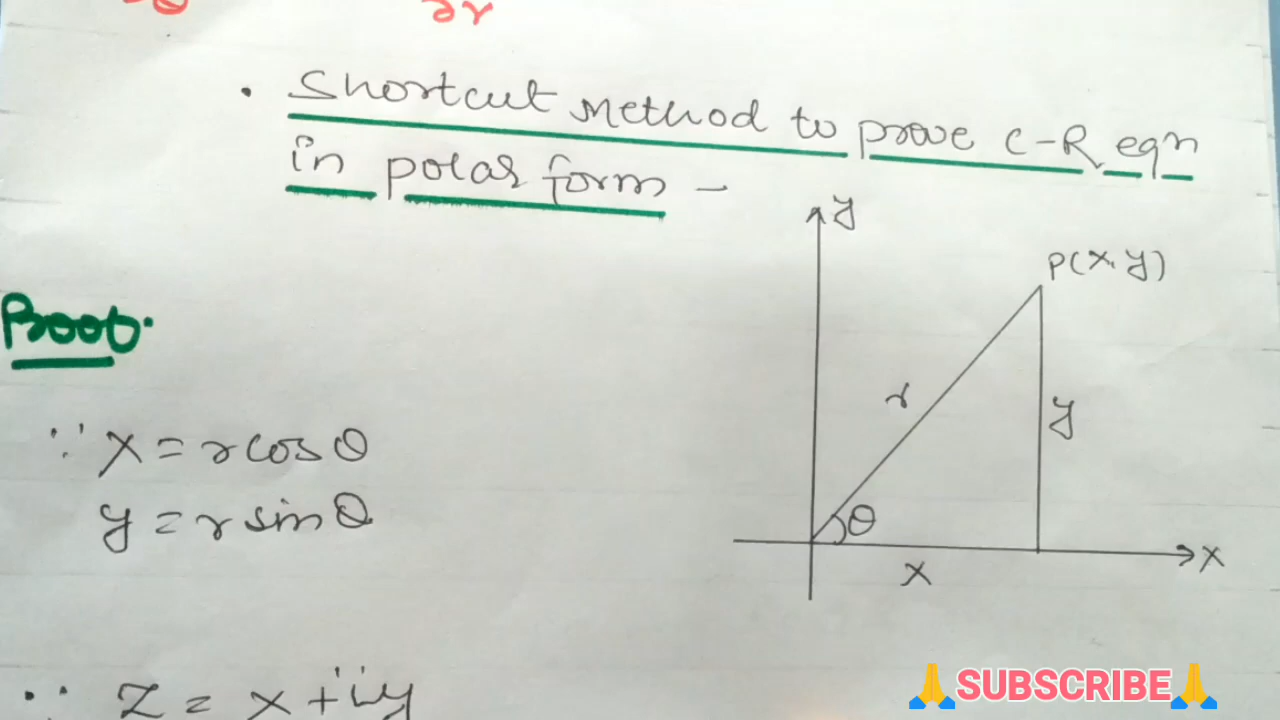 θ
∂r
. Shortcut Method to prove C-R eqn
in polar form -
y
P(x, y)
Proof.
r
y
∵ x = r cos θ
y = r sin θ
θ
x
x
∵ z = x + iy
🙏SUBSCRIBE🙏